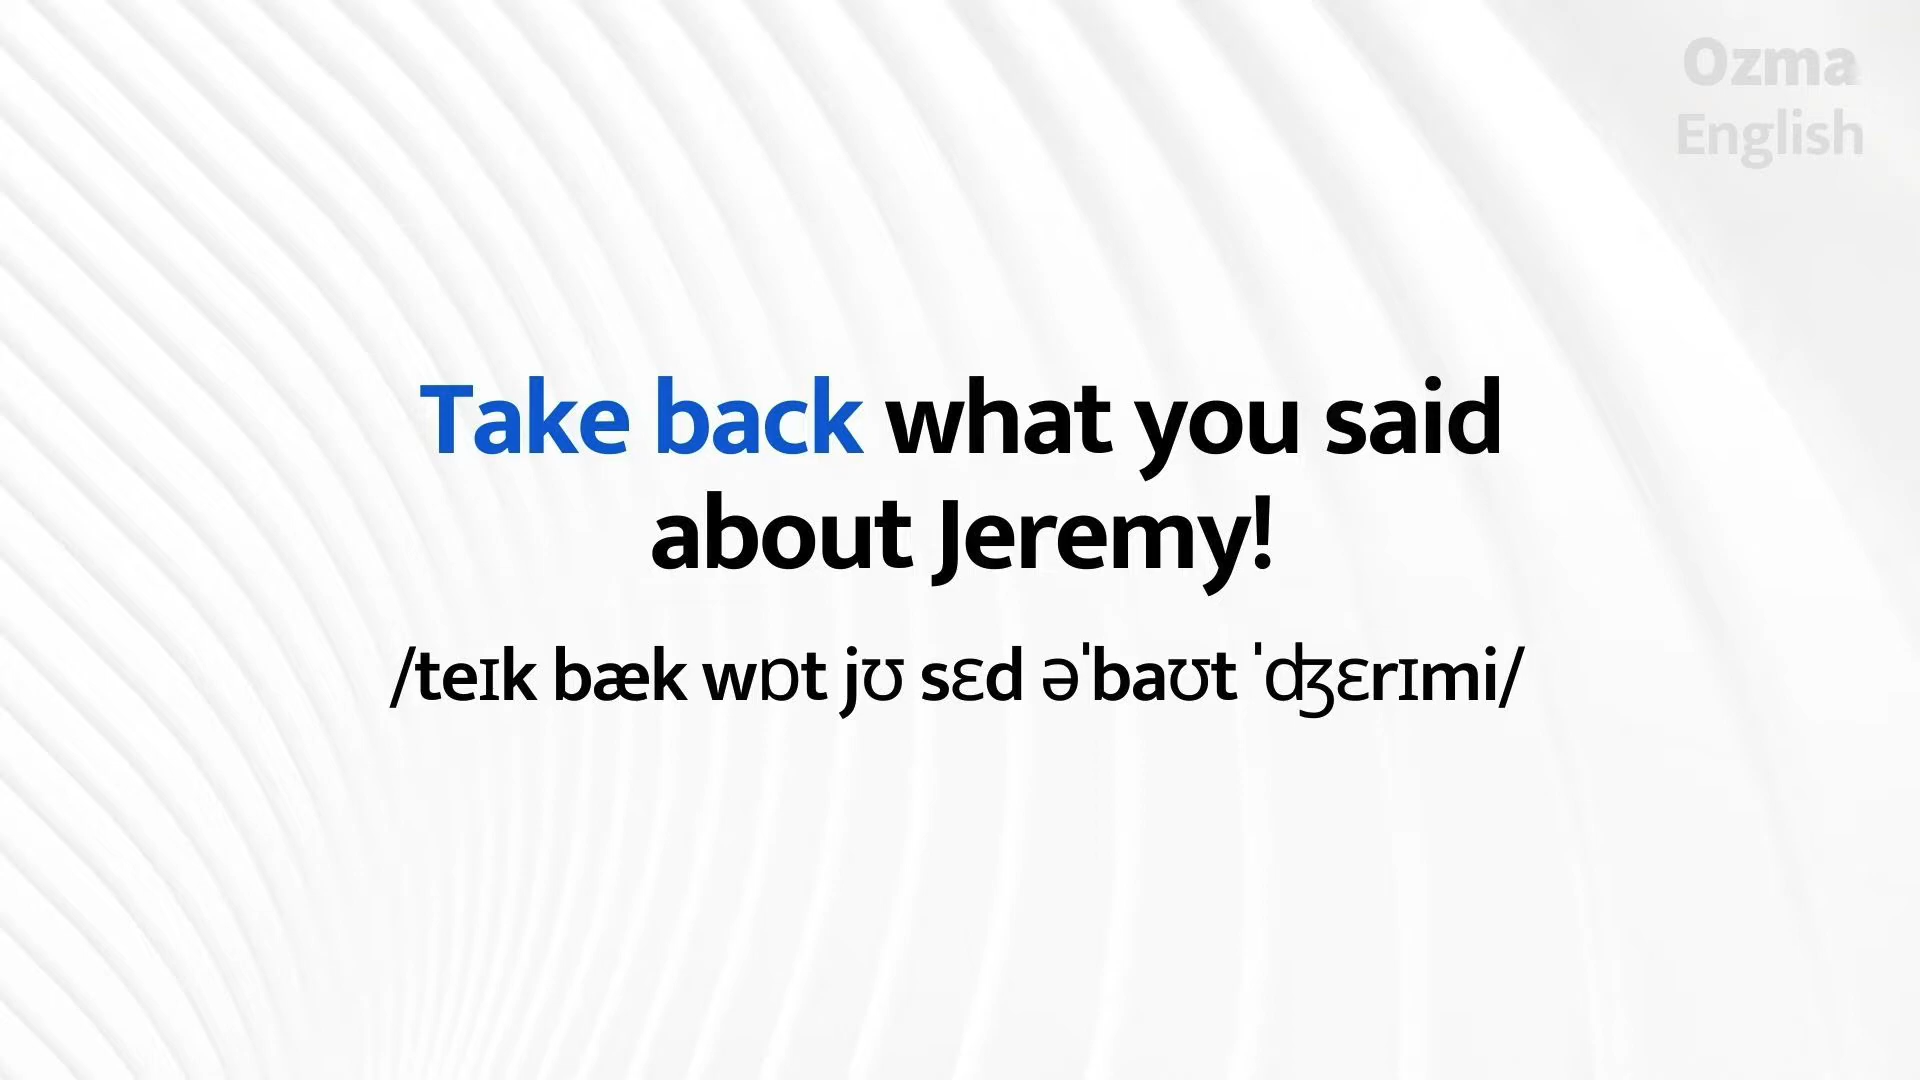 Ozma
English
Take back what you said
about Jeremy!
/teɪk bæk wɒt jʊ sɛd əˈbaʊt ˈʤɛrɪmi/